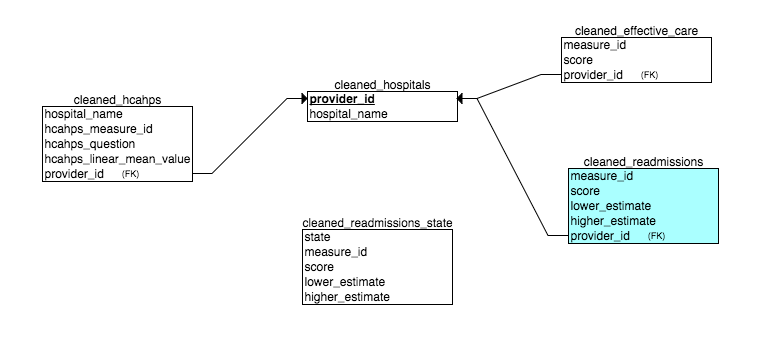 cleaned_effective_care
measure_id
score
provider_id (FK)
cleaned_hospitals
provider_id
hospital_name
cleaned_hcahps
hospital_name
hcahps_measure_id
hcahps_question
hcahps_linear_mean_value
provider_id (FK)
cleaned_readmissions
measure_id
score
lower_estimate
higher_estimate
provider_id (FK)
cleaned_readmissions_state
state
measure_id
score
lower_estimate
higher_estimate